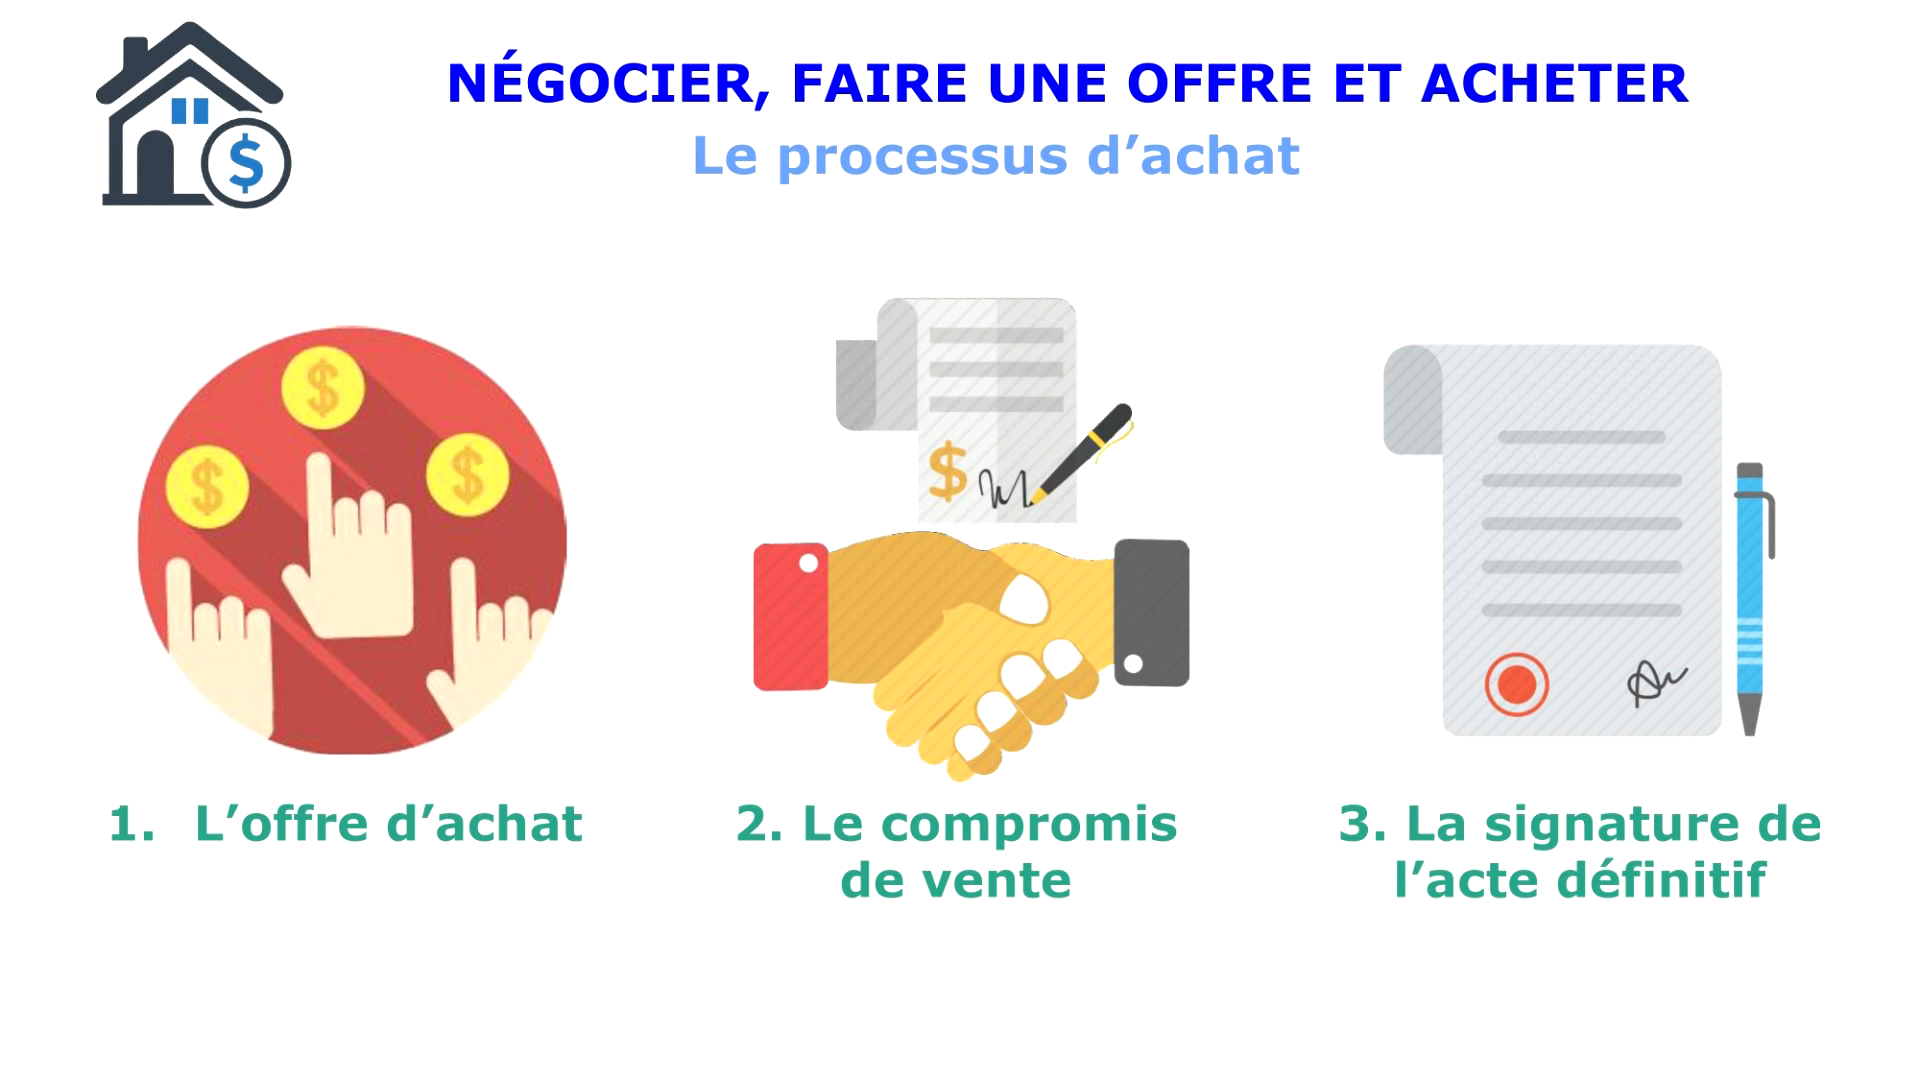 NÉGOCIER, FAIRE UNE OFFRE ET ACHETER
Le processus d’achat
$
$
$
$
$
1. L’offre d’achat
2. Le compromis
de vente
3. La signature de
l’acte définitif